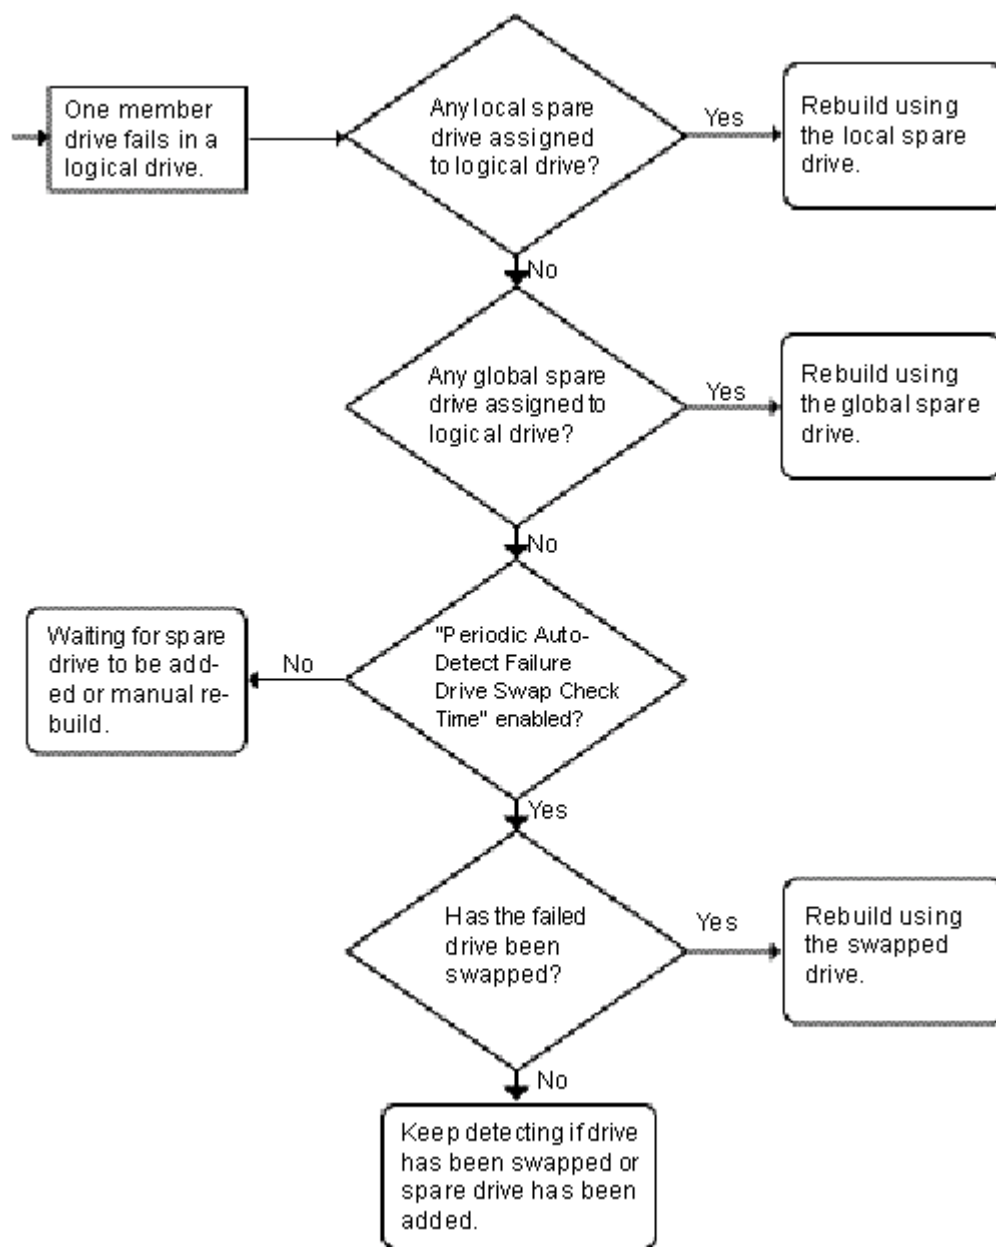 One member
drive fails in a
logical drive.
Any local spare
drive assigned
to logical drive?
Yes
Rebuild using
the local spare
drive.
No
Any global spare
drive assigned to
logical drive?
Yes
Rebuild using
the global spare
drive.
No
"Periodic Auto-
Detect Failure
Drive Swap Check
Time" enabled?
No
Waiting for spare
drive to be add-
ed or manual re-
build.
Yes
Has the failed
drive been
swapped?
Yes
Rebuild using
the swapped
drive.
No
Keep detecting if drive
has been swapped or
spare drive has been
added.